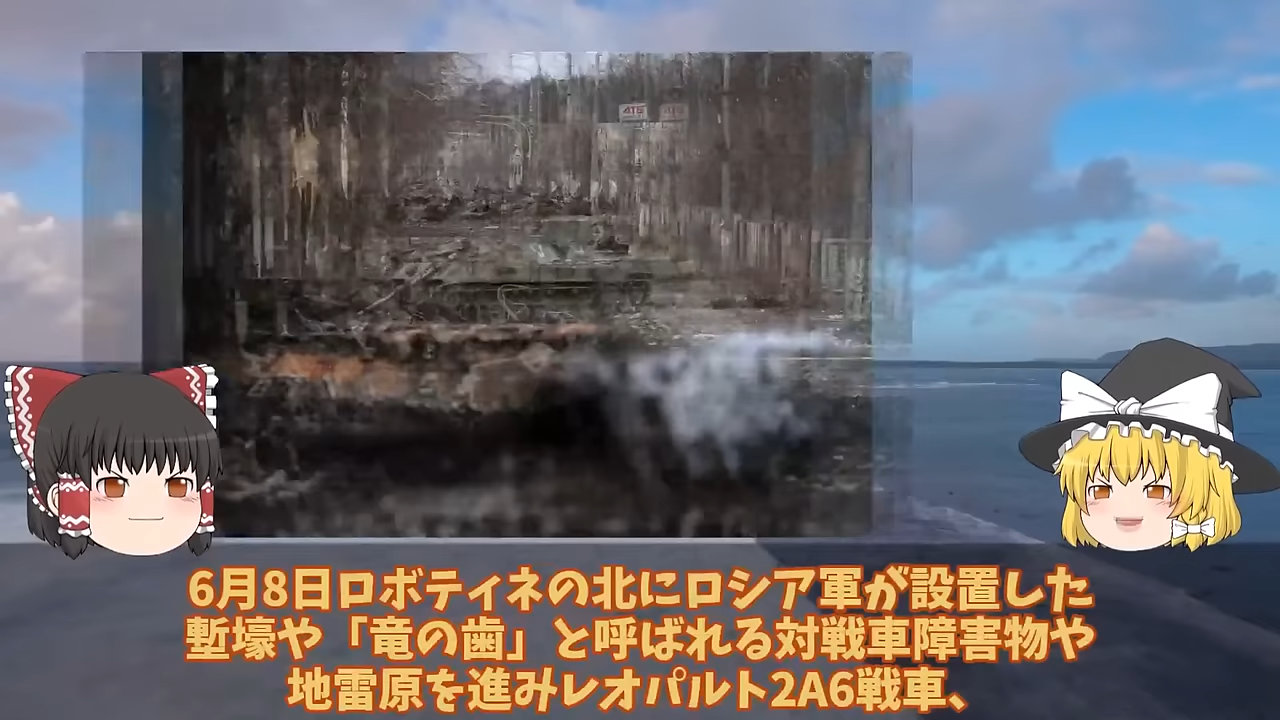 ATБ
6月8日ロボティネの北にロシア軍が設置した
塹壕や「竜の歯」と呼ばれる対戦車障害物や
地雷原を進みレオパルト2A6戦車、